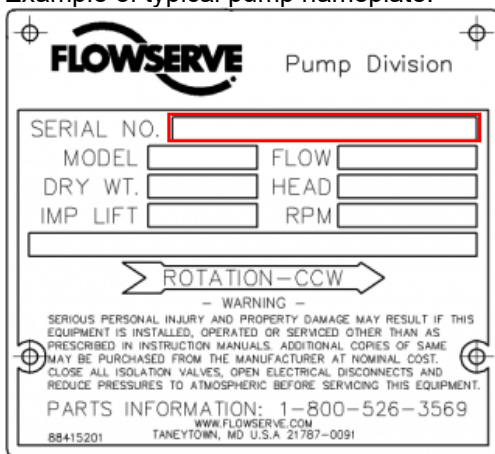 Example of typical pump nameplate:
FLOWSERVE Pump Division
SERIAL NO.
MODEL FLOW
DRY WT. HEAD
IMP LIFT RPM
ROTATION-CCW
- WARNING -
SERIOUS PERSONAL INJURY AND PROPERTY DAMAGE MAY RESULT IF THIS
EQUIPMENT IS INSTALLED, OPERATED OR SERVICED OTHER THAN AS
PRESCRIBED IN INSTRUCTION MANUALS. ADDITIONAL COPIES OF SAME
MAY BE PURCHASED FROM THE MANUFACTURER AT NOMINAL COST.
CLOSE ALL ISOLATION VALVES, OPEN ELECTRICAL DISCONNECTS AND
REDUCE PRESSURES TO ATMOSPHERIC BEFORE SERVICING THIS EQUIPMENT.
PARTS INFORMATION: 1-800-526-3569
WWW.FLOWSERVE.COM
88415201 TANEYTOWN, MD U.S.A 21787-0091